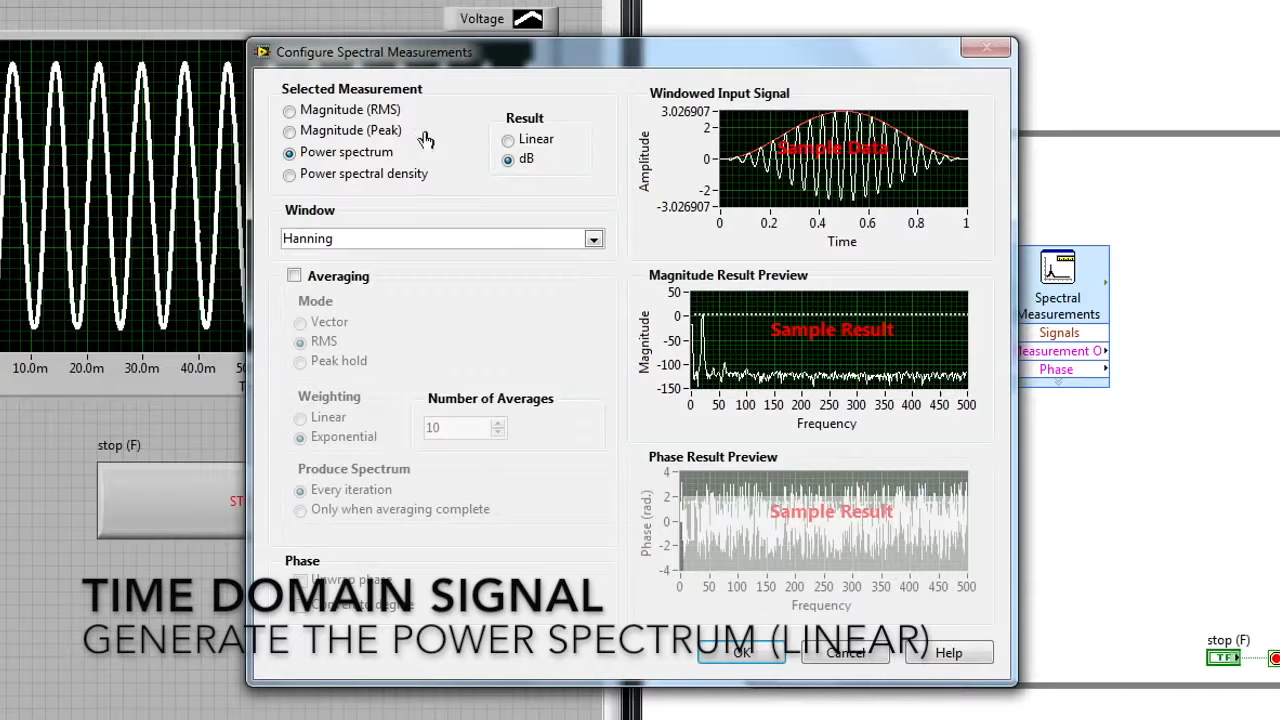 Voltage
Configure Spectral Measurements
Selected Measurement
Magnitude (RMS)
Magnitude (Peak)
Power spectrum
Power spectral density
Result
Linear
dB
Window
Hanning
Averaging
Mode
Vector
RMS
Peak hold
Weighting
Linear
Exponential
Number of Averages
10
Produce Spectrum
Every iteration
Only when averaging complete
Phase
Unwrap phase
Convert to degree
Windowed Input Signal
3.026907
2
0
-2
-3.026907
Amplitude
Sample Data
0 0.2 0.4 0.6 0.8 1
Time
Magnitude Result Preview
50
0
-50
-100
-150
Magnitude
Sample Result
0 50 100 150 200 250 300 350 400 450 500
Frequency
Phase Result Preview
4
2
0
-2
-4
Phase (rad.)
Sample Result
0 50 100 150 200 250 300 350 400 450 500
Frequency
OK Cancel Help
10.0m 20.0m 30.0m 40.0m
stop (F)
ST
Spectral
Measurements
Signals
Measurement O
Phase
stop (F)
TF
TIME DOMAIN SIGNAL
GENERATE THE POWER SPECTRUM (LINEAR)